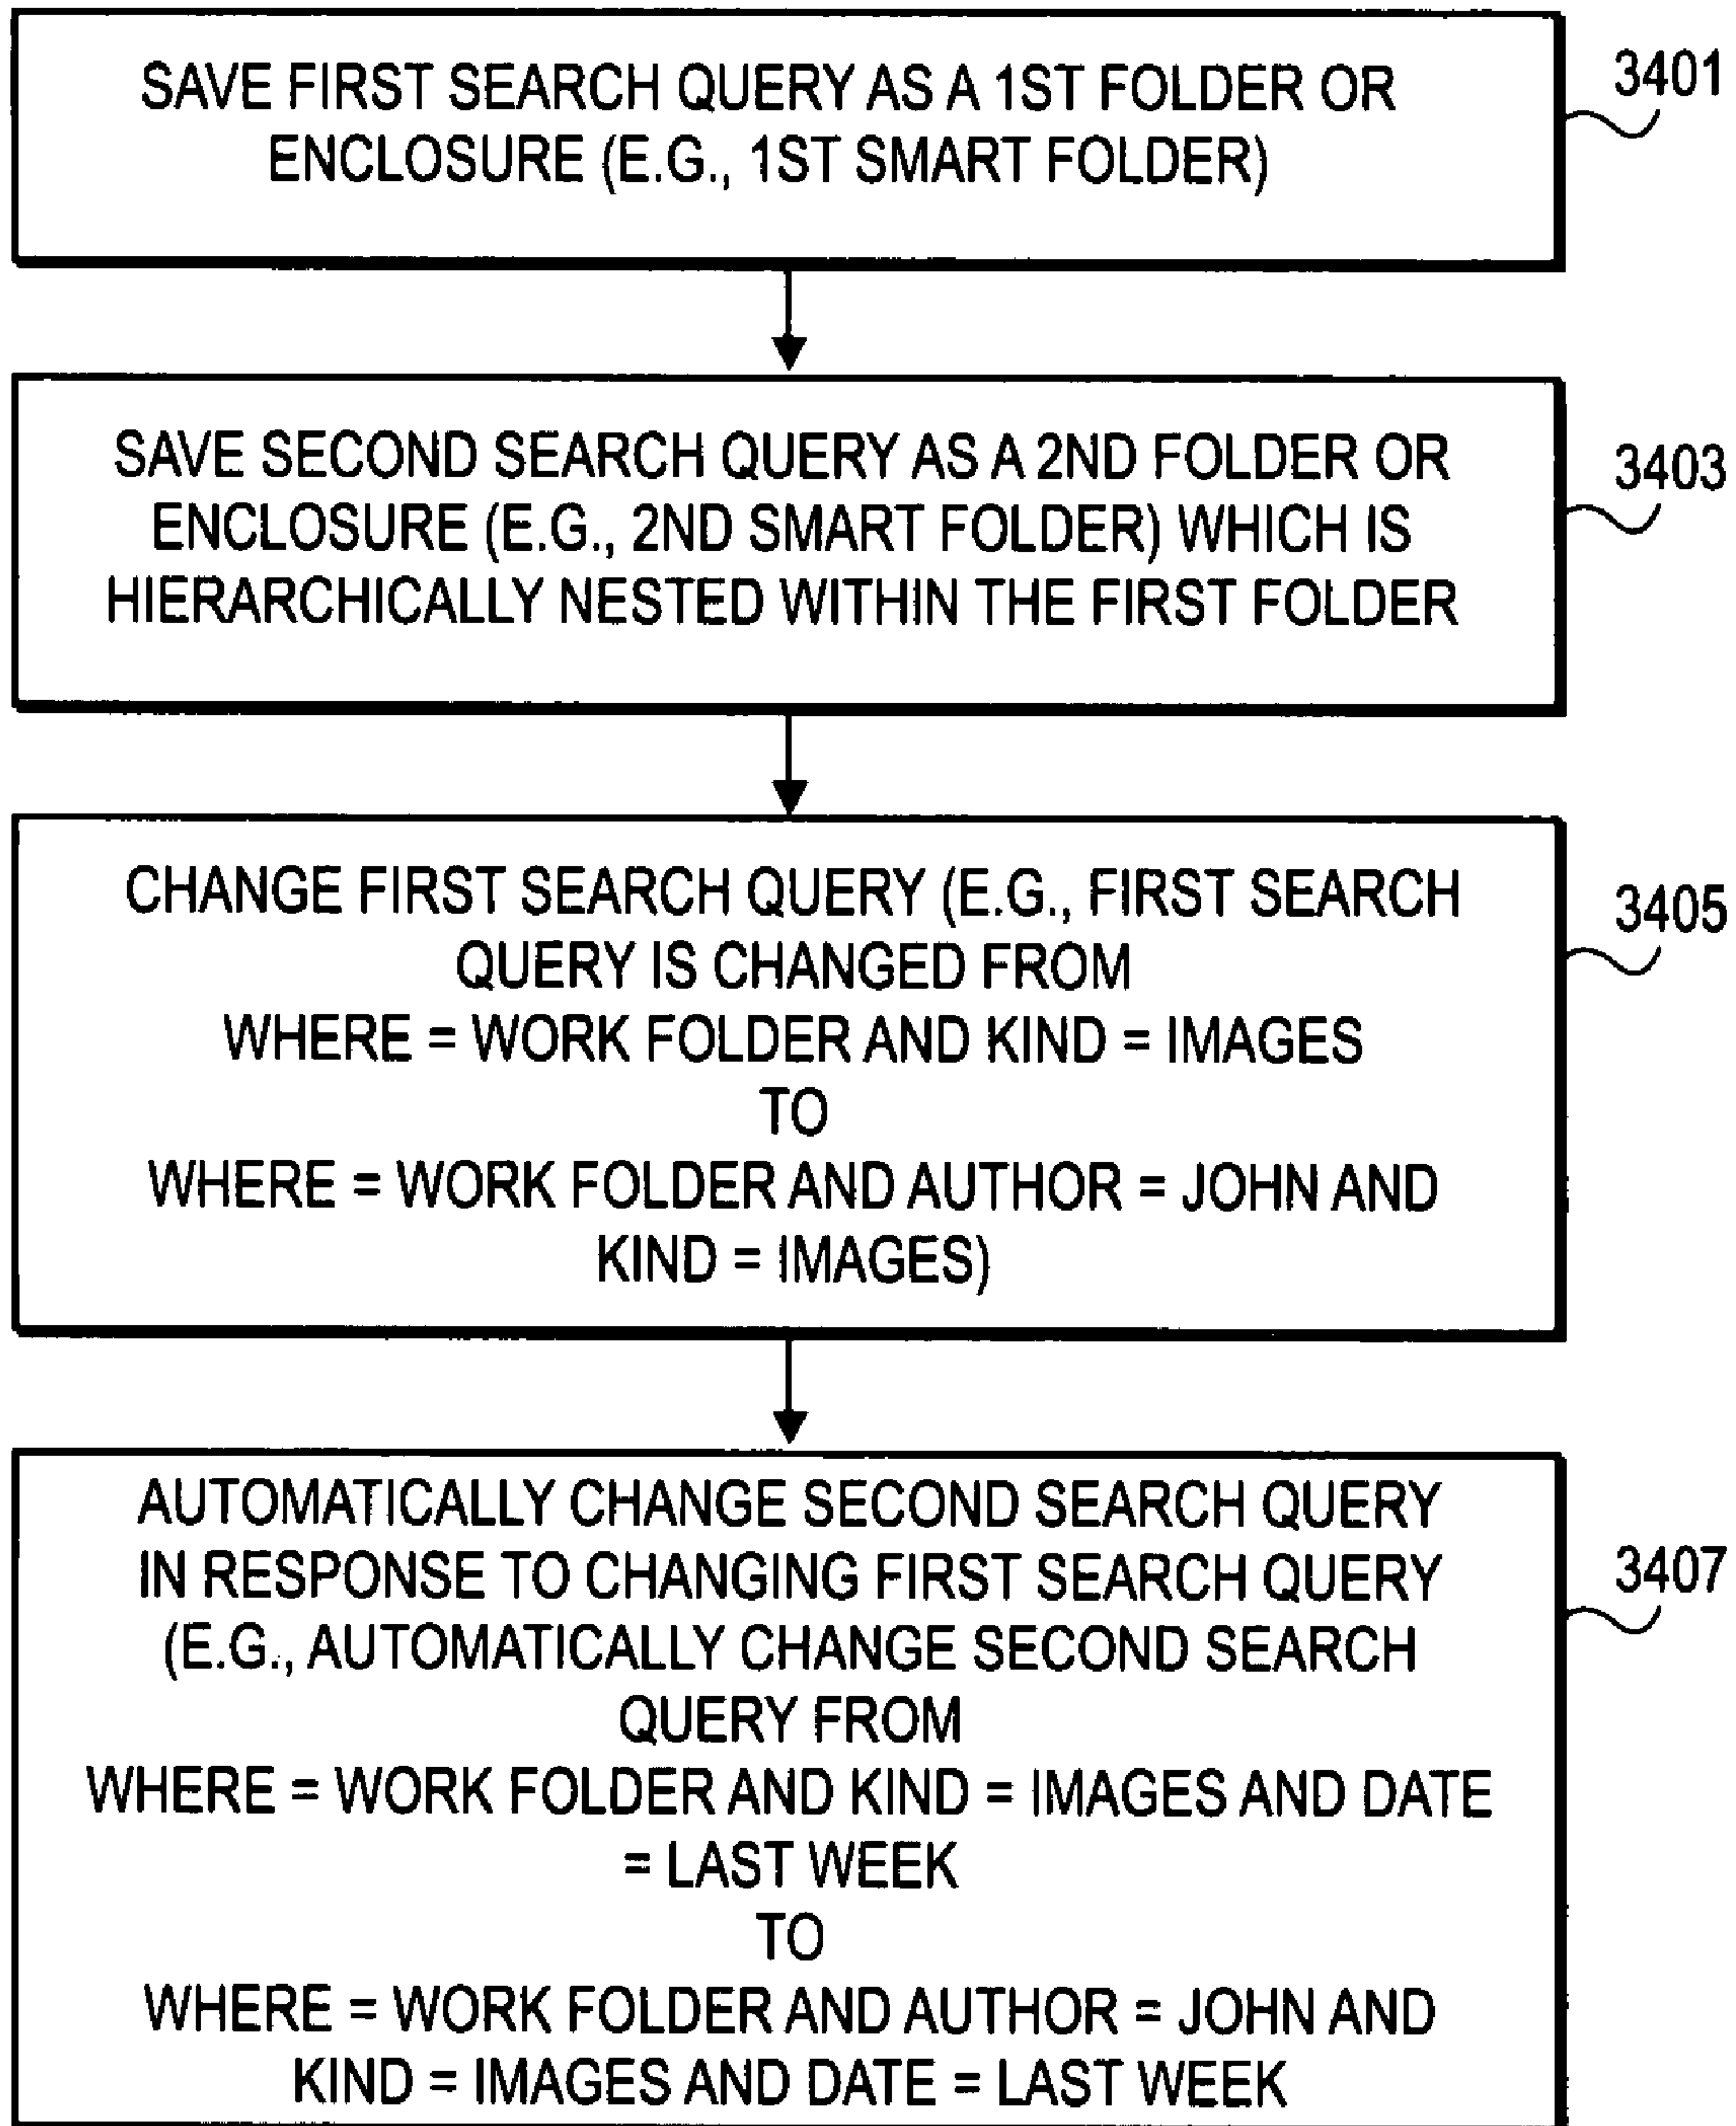 SAVE FIRST SEARCH QUERY AS A 1ST FOLDER OR
ENCLOSURE (E.G., 1ST SMART FOLDER)
3401
SAVE SECOND SEARCH QUERY AS A 2ND FOLDER OR
ENCLOSURE (E.G., 2ND SMART FOLDER) WHICH IS
HIERARCHICALLY NESTED WITHIN THE FIRST FOLDER
3403
CHANGE FIRST SEARCH QUERY (E.G., FIRST SEARCH
QUERY IS CHANGED FROM
WHERE = WORK FOLDER AND KIND = IMAGES
TO
WHERE = WORK FOLDER AND AUTHOR = JOHN AND
KIND = IMAGES)
3405
AUTOMATICALLY CHANGE SECOND SEARCH QUERY
IN RESPONSE TO CHANGING FIRST SEARCH QUERY
(E.G., AUTOMATICALLY CHANGE SECOND SEARCH
QUERY FROM
WHERE = WORK FOLDER AND KIND = IMAGES AND DATE
= LAST WEEK
TO
WHERE = WORK FOLDER AND AUTHOR = JOHN AND
KIND = IMAGES AND DATE = LAST WEEK
3407